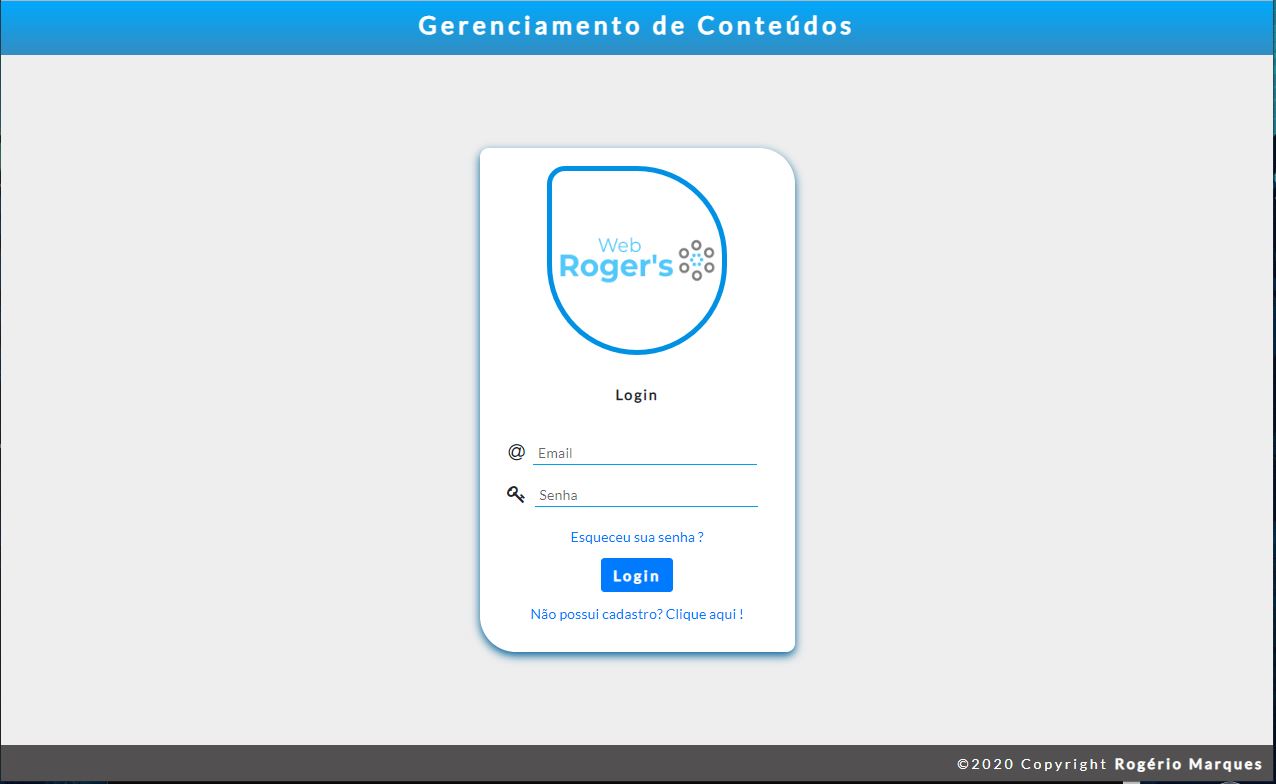 Gerenciamento de Conteúdos
Web
Roger's
Login
@ Email
Senha
Esqueceu sua senha ?
Login
Não possui cadastro? Clique aqui !
©2020 Copyright Rogério Marques